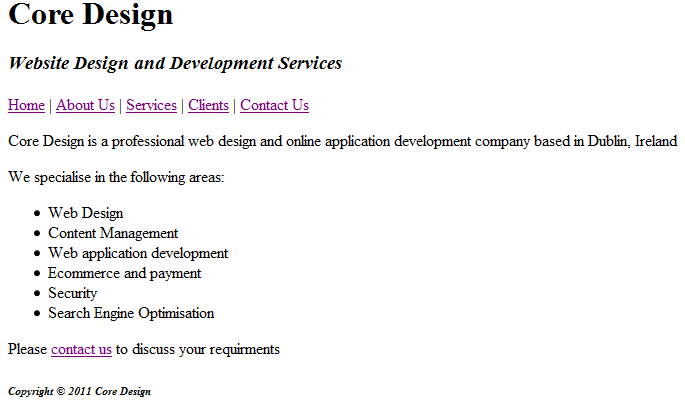 Core Design
Website Design and Development Services
Home | About Us | Services | Clients | Contact Us
Core Design is a professional web design and online application development company based in Dublin, Ireland
We specialise in the following areas:
• Web Design
• Content Management
• Web application development
• Ecommerce and payment
• Security
• Search Engine Optimisation
Please contact us to discuss your requirments
Copyright © 2011 Core Design